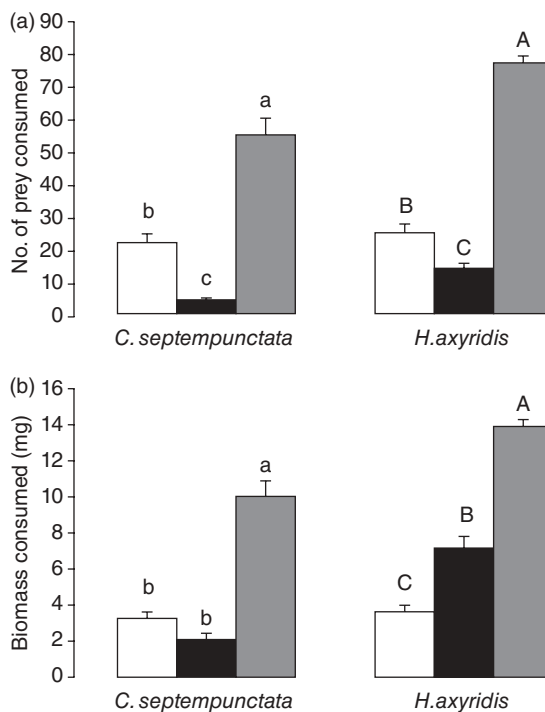 (a)
90
80
70
60
50
40
30
20
10
0
No. of prey consumed
b
c
a
B
C
A
C. septempunctata
H.axyridis
(b)
16
14
12
10
8
6
4
2
0
Biomass consumed (mg)
b
b
a
C
B
A
C. septempunctata
H.axyridis